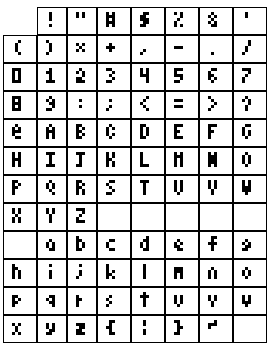 ! " # $ % & '
( ) × + , - . /
0 1 2 3 4 5 6 7
8 9 : ; < = > ?
@ A B C D E F G
H I J K L M N O
P Q R S T U V W
X Y Z
a b c d e f g
h i j k l m n o
p q r s t u v w
x y z { ¦ }